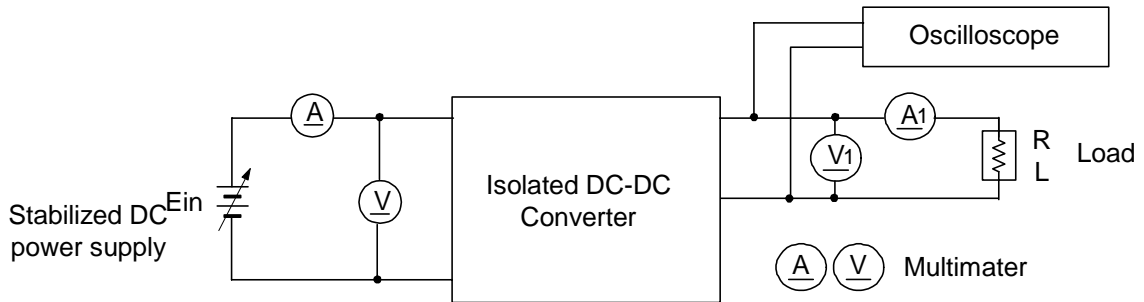 Oscilloscope
A
A1
R
L
Load
V1
V
Ein
Stabilized DC
power supply
Isolated DC-DC
Converter
A
V
Multimater